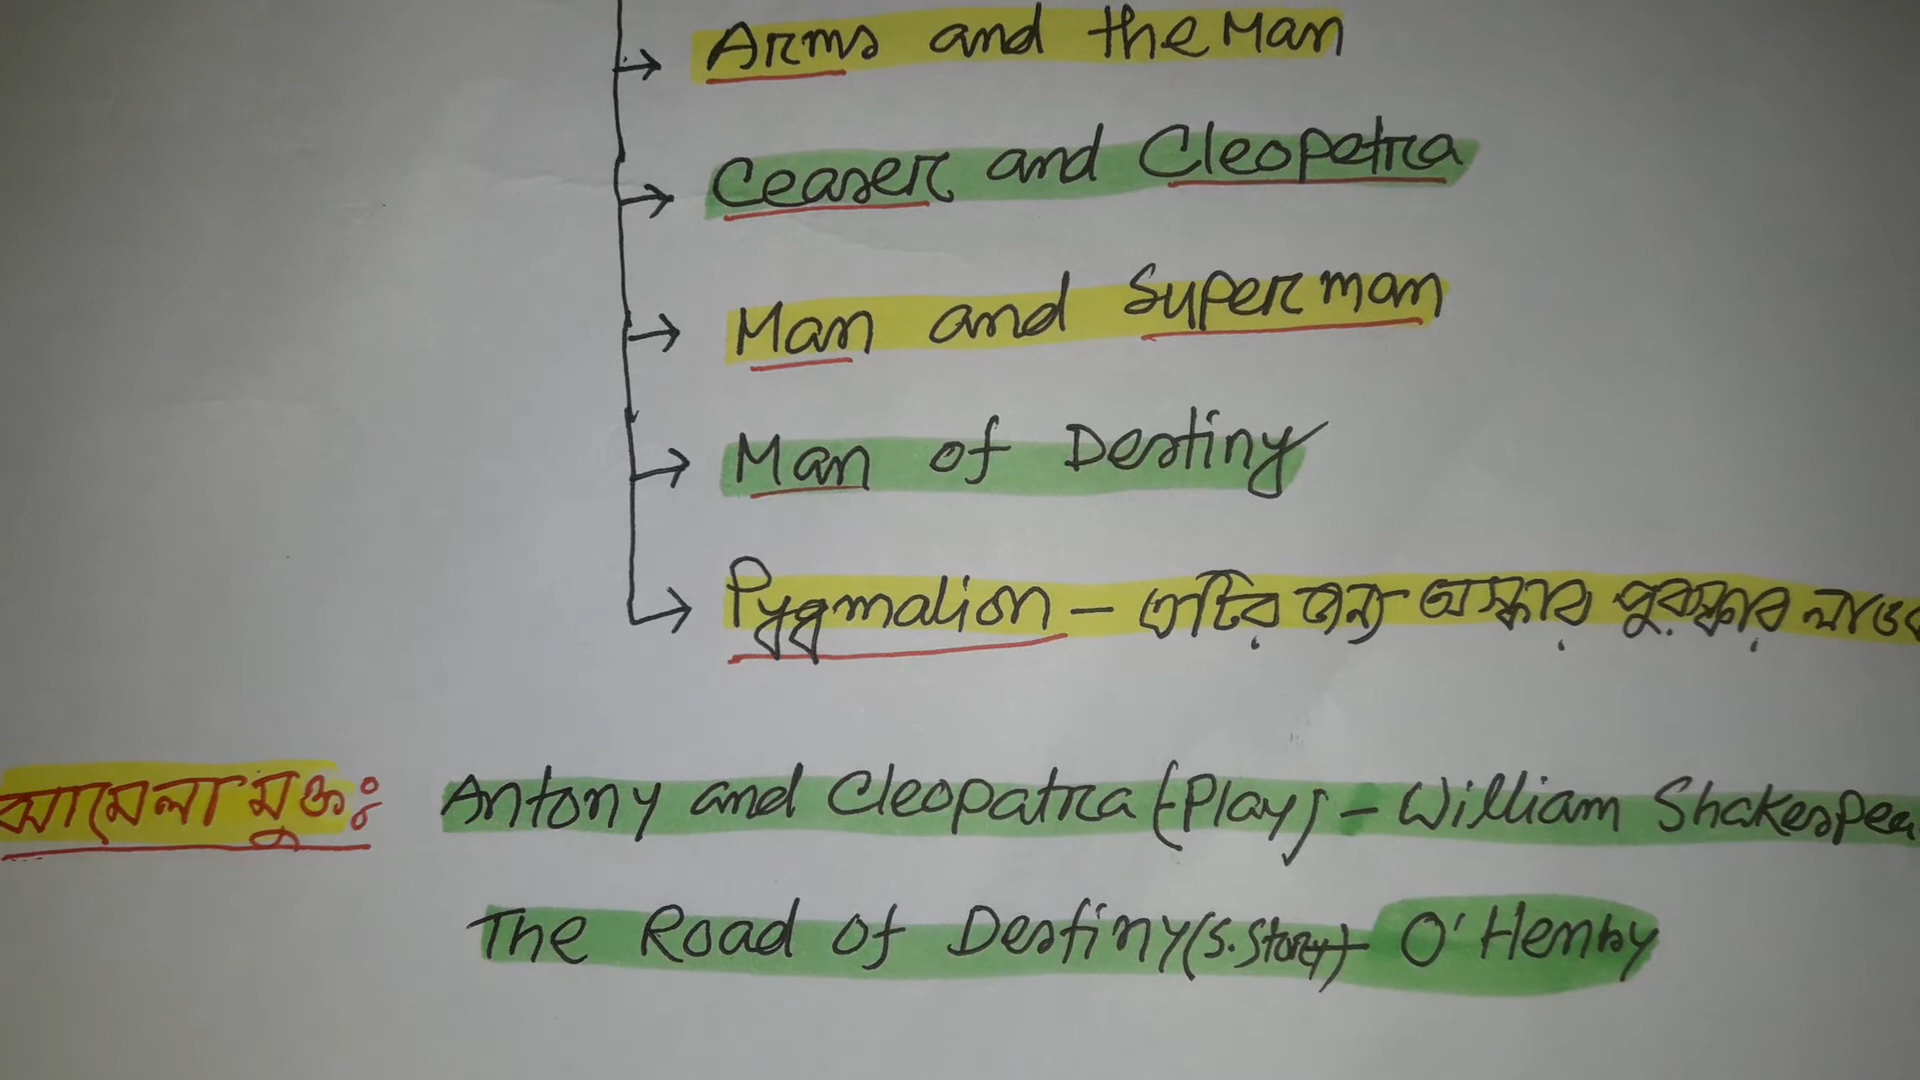 Arms and the Man
Ceaser and Cleopetra
Man and Superman
Man of Destiny
Pygmalion - এটির জন্য অস্কার পুরস্কার
ঝামেলা মুক্তঃ Antony and Cleopatra (Play) - William Shakespea
The Road of Destiny (S. Story) - O' Henry